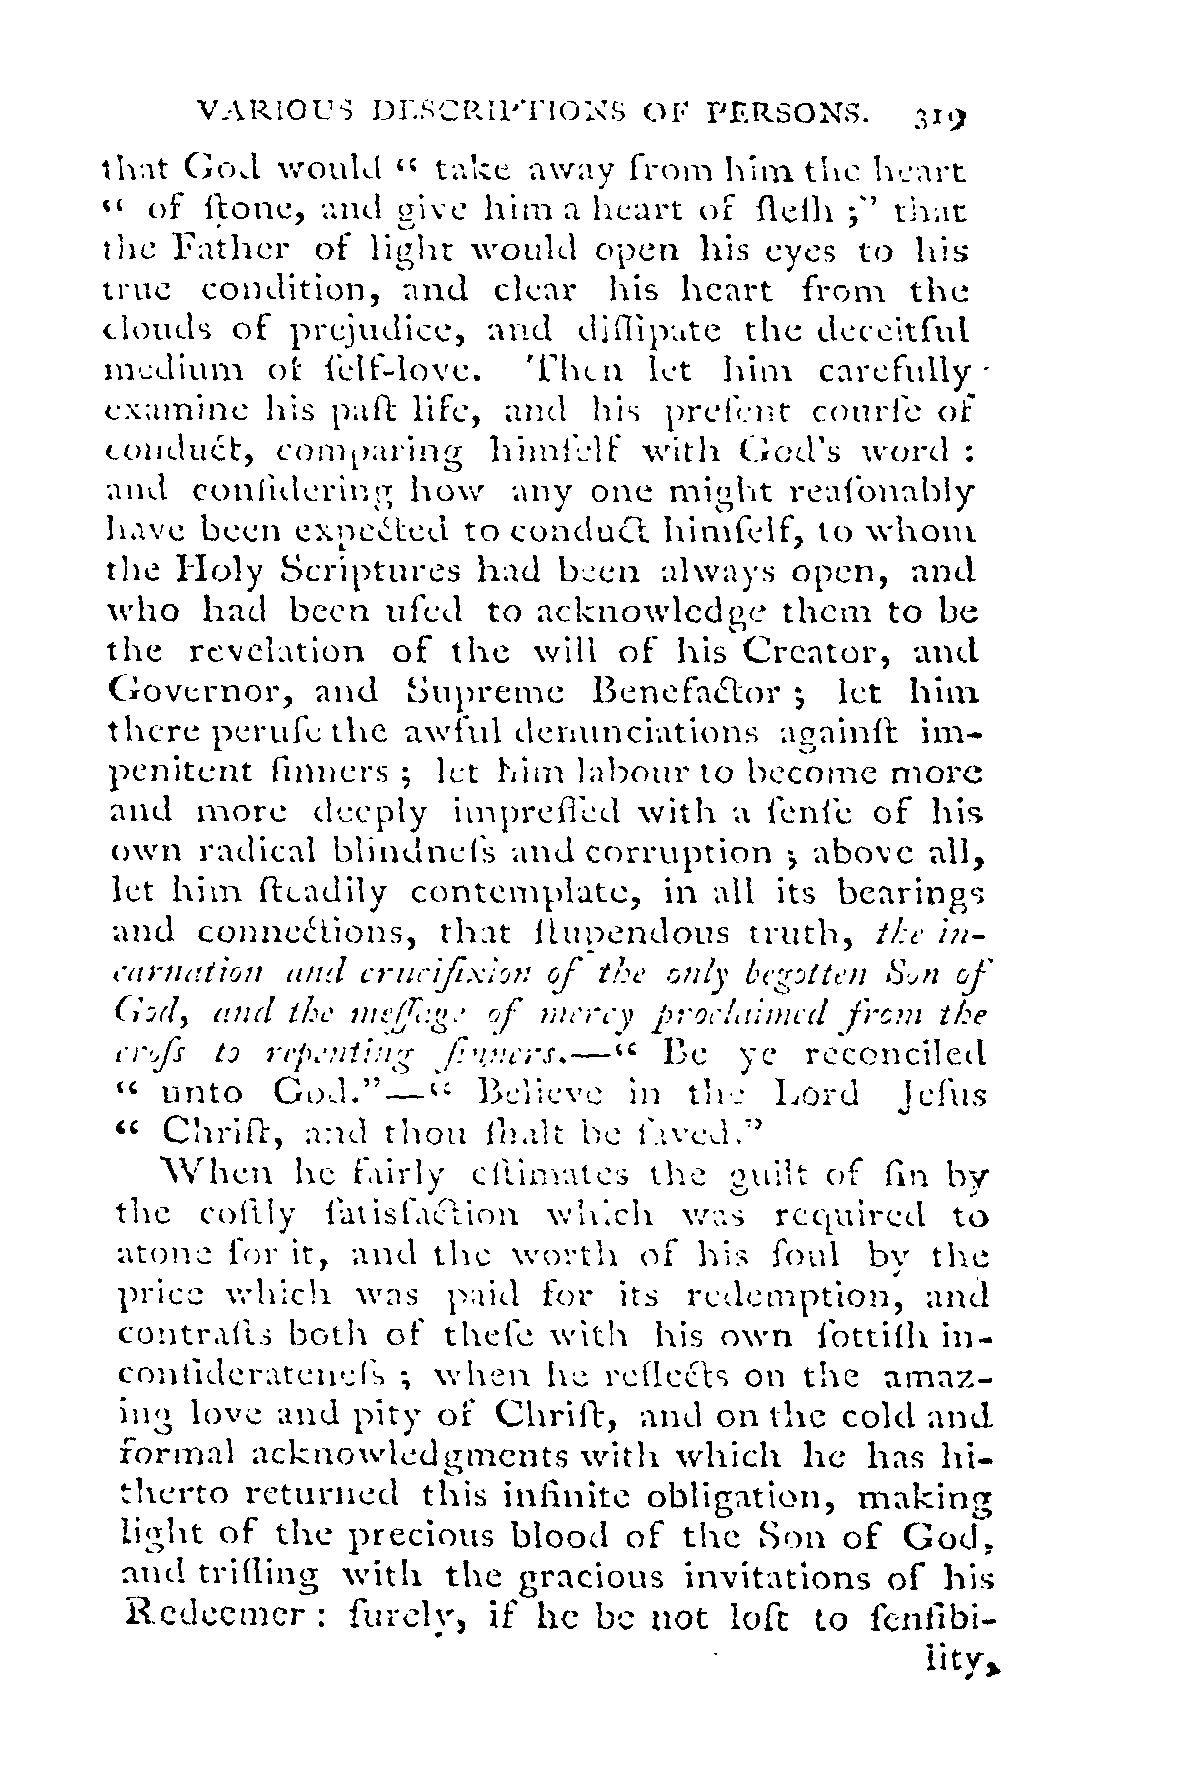 VARIOUS DESCRIPTIONS OF PERSONS. 319
that God would “ take away from him the heart
“ of ſtone, and give him a heart of fleſh ;” that
the Father of light would open his eyes to his
true condition, and clear his heart from the
clouds of prejudice, and diſſipate the deceitful
medium of ſelf-love. Then let him carefully
examine his paſt life, and his preſent courſe of
conduct, comparing himſelf with God's word :
and conſidering how any one might reaſonably
have been expected to conduct himſelf, to whom
the Holy Scriptures had been always open, and
who had been uſed to acknowledge them to be
the revelation of the will of his Creator, and
Governor, and Supreme Benefactor ; let him
there peruſe the awful denunciations againſt im-
penitent ſinners ; let him labour to become more
and more deeply impreſſed with a ſenſe of his
own radical blindneſs and corruption ; above all,
let him ſteadily contemplate, in all its bearings
and connections, that ſtupendous truth, the in-
carnation and crucifixion of the only begotten Son of
God, and the meſſage of mercy proclaimed from the
croſs to repenting ſinners.—“ Be ye reconciled
“ unto God.”—“ Believe in the Lord Jeſus
“ Chriſt, and thou ſhalt be ſaved.”
When he fairly eſtimates the guilt of ſin by
the coſtly ſatisfaction which was required to
atone for it, and the worth of his ſoul by the
price which was paid for its redemption, and
contraſts both of theſe with his own ſottiſh in-
conſiderateneſs ; when he reflects on the amaz-
ing love and pity of Chriſt, and on the cold and
formal acknowledgments with which he has hi-
therto returned this infinite obligation, making
light of the precious blood of the Son of God,
and trifling with the gracious invitations of his
Redeemer : ſurely, if he be not loſt to ſenſibi-
lity,